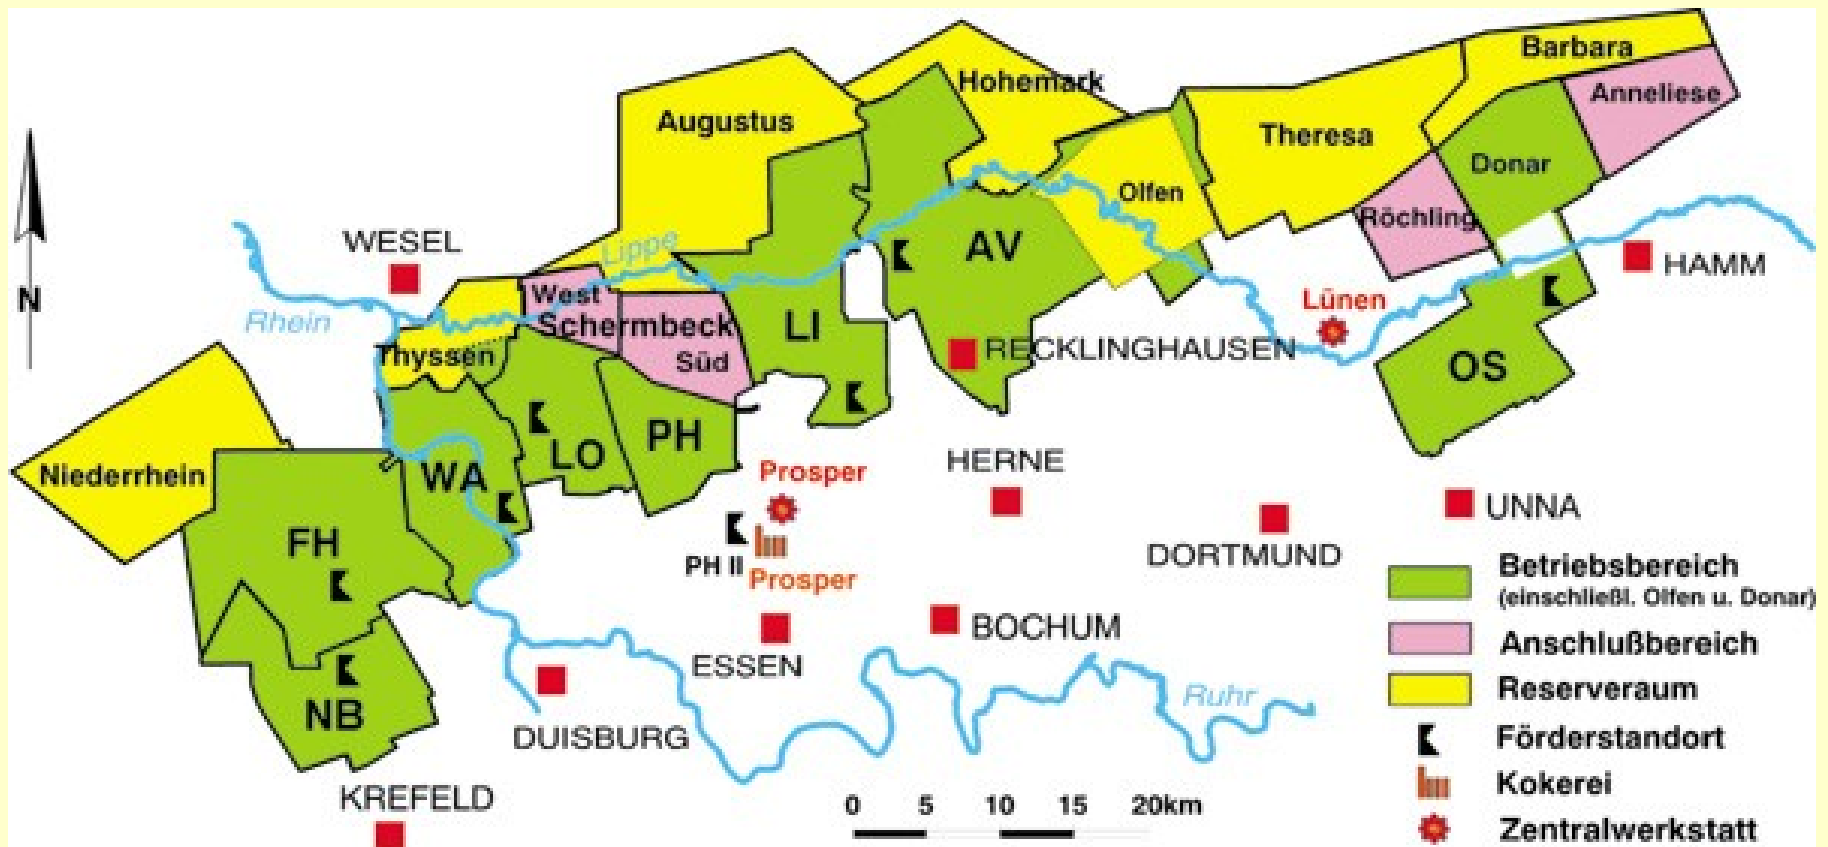 Barbara
Hohemark
Anneliese
Augustus
Theresa
Donar
Olfen
Röchling
WESEL
Lippe
AV
HAMM
N
West
Lünen
Rhein
Schermbeck
LI
Thyssen
Süd
RECKLINGHAUSEN
OS
PH
LO
HERNE
Niederrhein
WA
Prosper
UNNA
FH
DORTMUND
PH II
Prosper
Betriebsbereich
(einschließl. Olfen u. Donar)
BOCHUM
Anschlußbereich
ESSEN
Reserveraum
Ruhr
NB
DUISBURG
Förderstandort
Kokerei
KREFELD
0 5 10 15 20km
Zentralwerkstatt